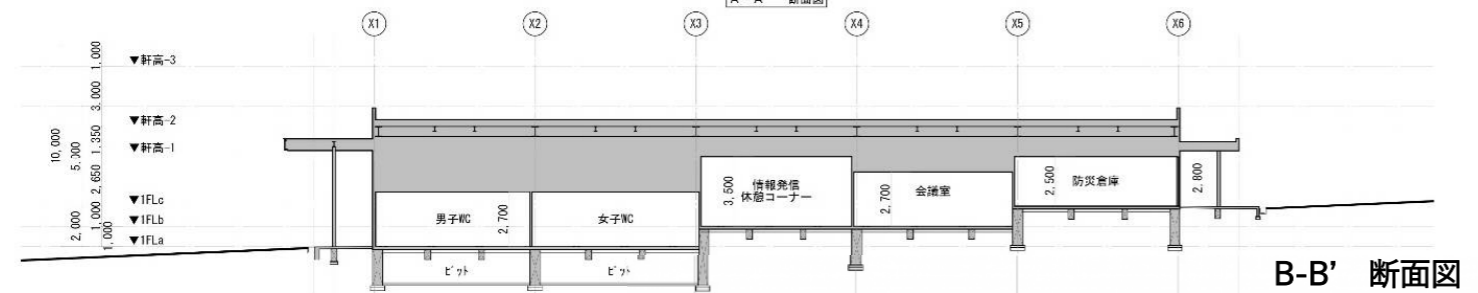 A - A' 断面図
X1 X2 X3 X4 X5 X6
1,000
▼軒高-3
3,000
▼軒高-2
1,350
▼軒高-1
10,000
5,000
2,650
▼1FLc
1,000
▼1FLb
2,000
1,000
▼1FLa
男子WC
2,700
女子WC
3,500
情報発信
休憩コーナー
2,700
会議室
2,500
防災倉庫
2,800
ピット
ピット
B-B’ 断面図